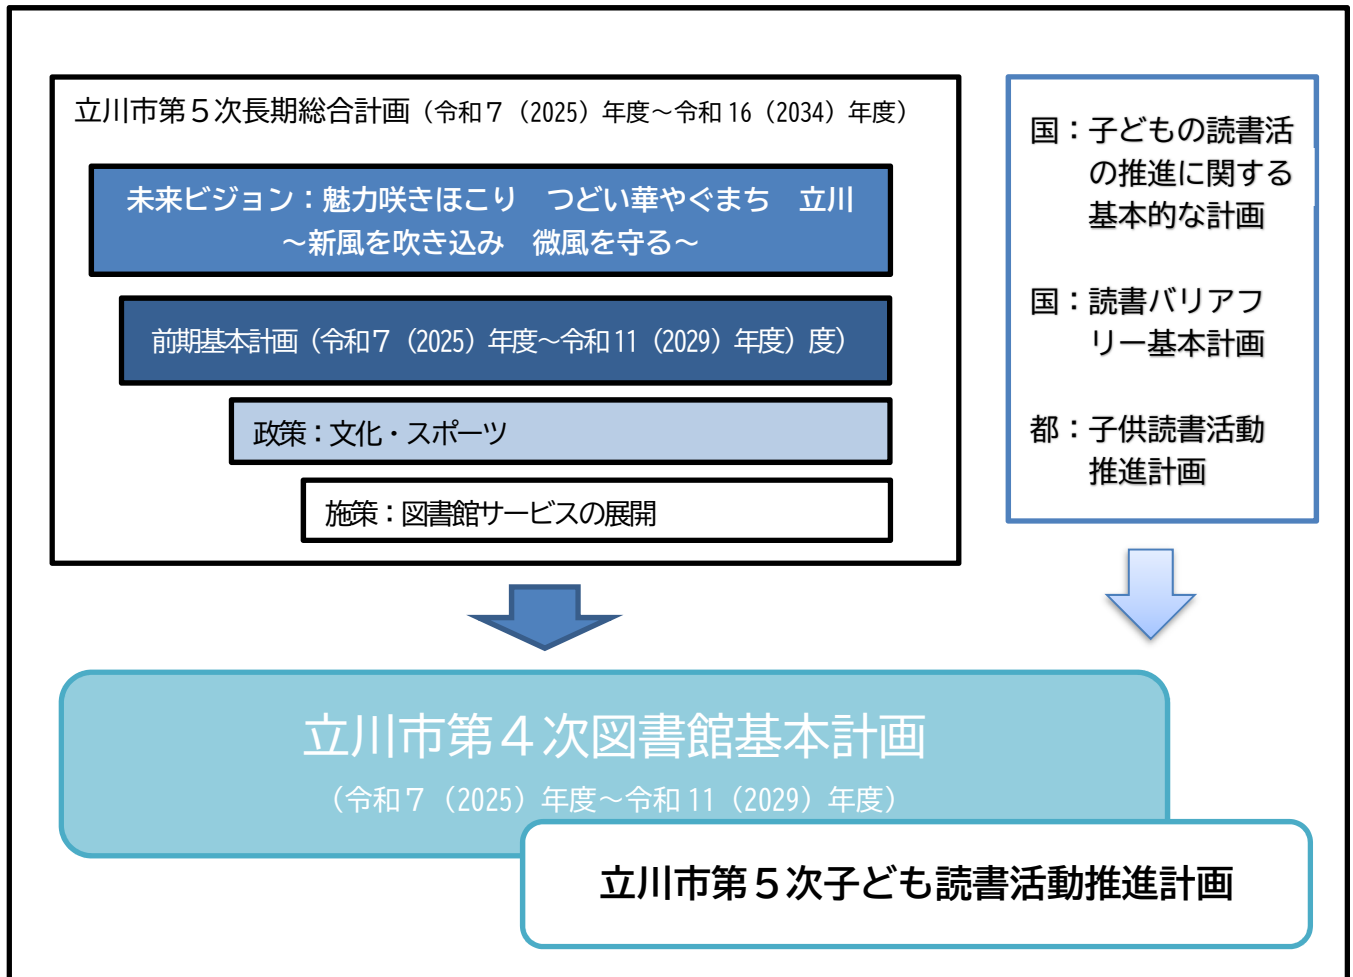 立川市第５次長期総合計画（令和７（2025）年度～令和 16（2034）年度）
未来ビジョン：魅力咲きほこり　つどい華やぐまち　立川
～新風を吹き込み　微風を守る～
前期基本計画（令和７（2025）年度～令和 11（2029）年度）度）
政策：文化・スポーツ
施策：図書館サービスの展開
国：子どもの読書活
の推進に関する
基本的な計画
国：読書バリアフ
リー基本計画
都：子供読書活動
推進計画
立川市第４次図書館基本計画
（令和７（2025）年度～令和 11（2029）年度）
立川市第５次子ども読書活動推進計画